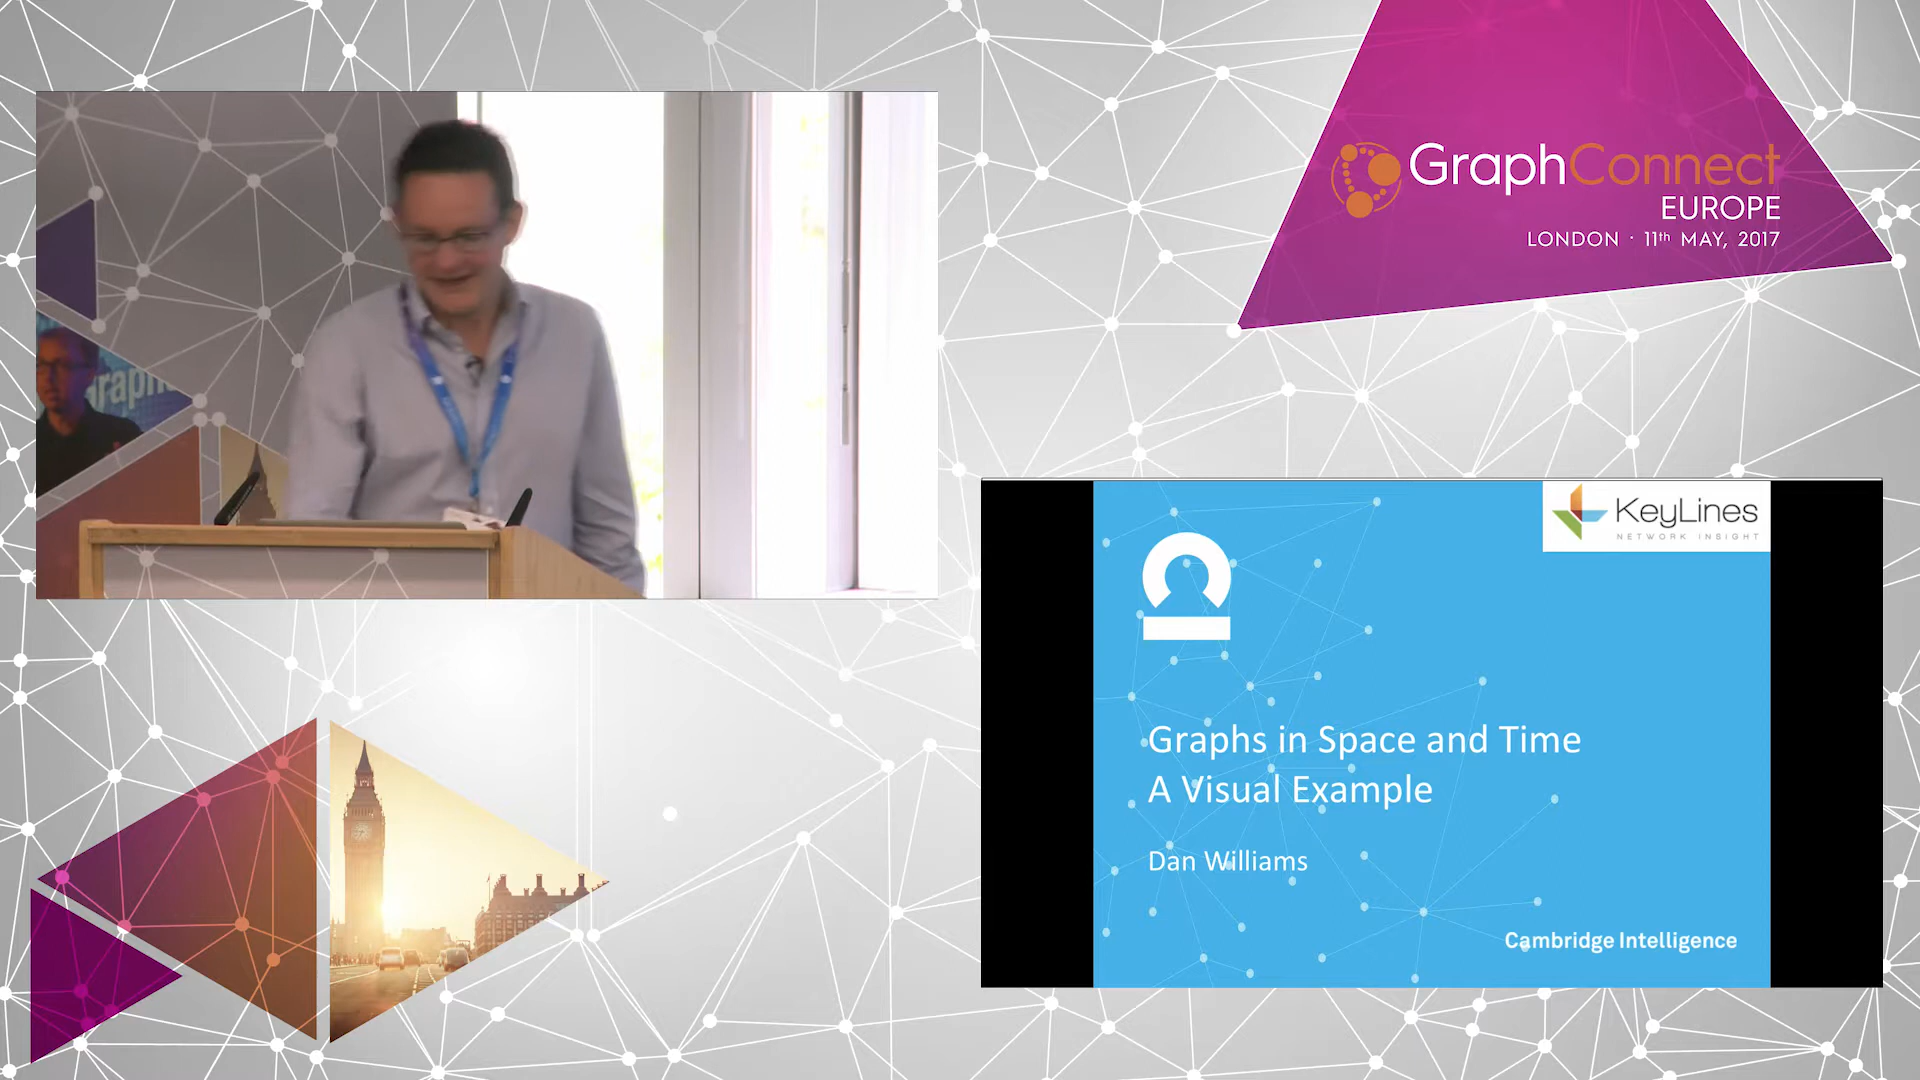 GraphConnect
EUROPE
LONDON · 11th MAY, 2017
KeyLines
NETWORK INSIGHT
Graphs in Space and Time
A Visual Example
Dan Williams
Cambridge Intelligence